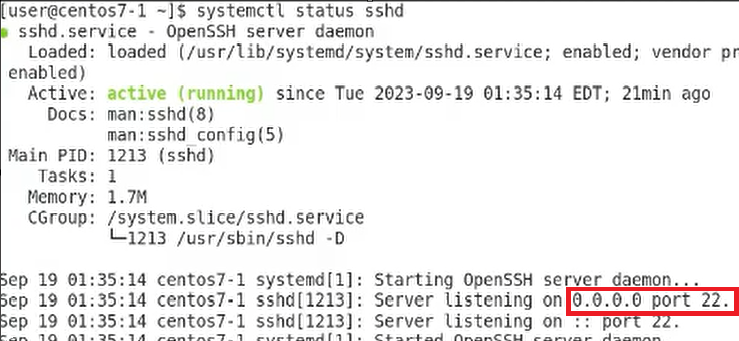 [user@centos7-1 ~]$ systemctl status sshd
● sshd.service - OpenSSH server daemon
Loaded: loaded (/usr/lib/systemd/system/sshd.service; enabled; vendor pr
enabled)
Active: active (running) since Tue 2023-09-19 01:35:14 EDT; 21min ago
Docs: man:sshd(8)
man:sshd_config(5)
Main PID: 1213 (sshd)
Tasks: 1
Memory: 1.7M
CGroup: /system.slice/sshd.service
└─1213 /usr/sbin/sshd -D
Sep 19 01:35:14 centos7-1 systemd[1]: Starting OpenSSH server daemon...
Sep 19 01:35:14 centos7-1 sshd[1213]: Server listening on 0.0.0.0 port 22.
Sep 19 01:35:14 centos7-1 sshd[1213]: Server listening on :: port 22.
Sep 19 01:35:14 centos7-1 systemd[1]: Started OpenSSH server daemon.